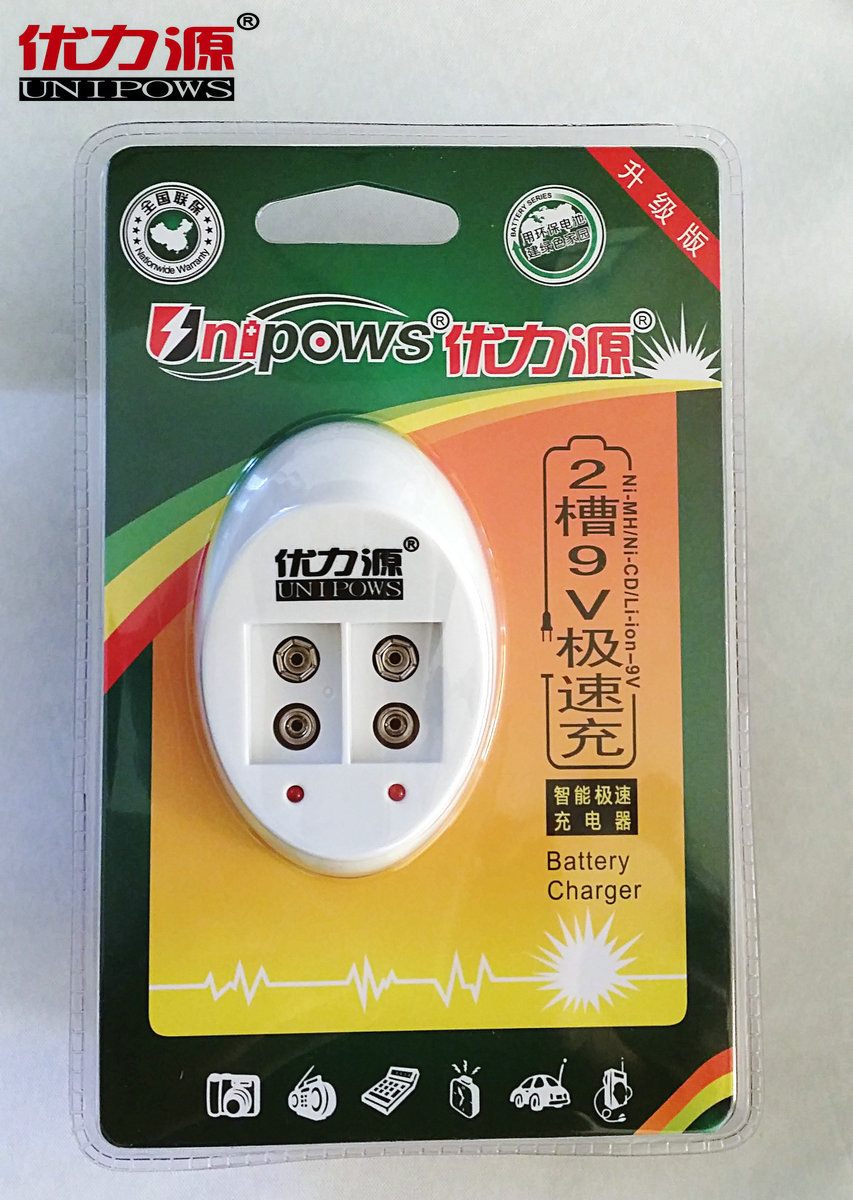 优力源®
UNIPOWS
全国联保
Nationwide Warranty
BATTERY SERIES
用环保电池
建绿色家园
升级版
Unipows®优力源®
优力源®
UNIPOWS
2槽9V极速充
Ni-MH/Ni-CD/Li-ion-9V
智能极速
充电器
Battery
Charger